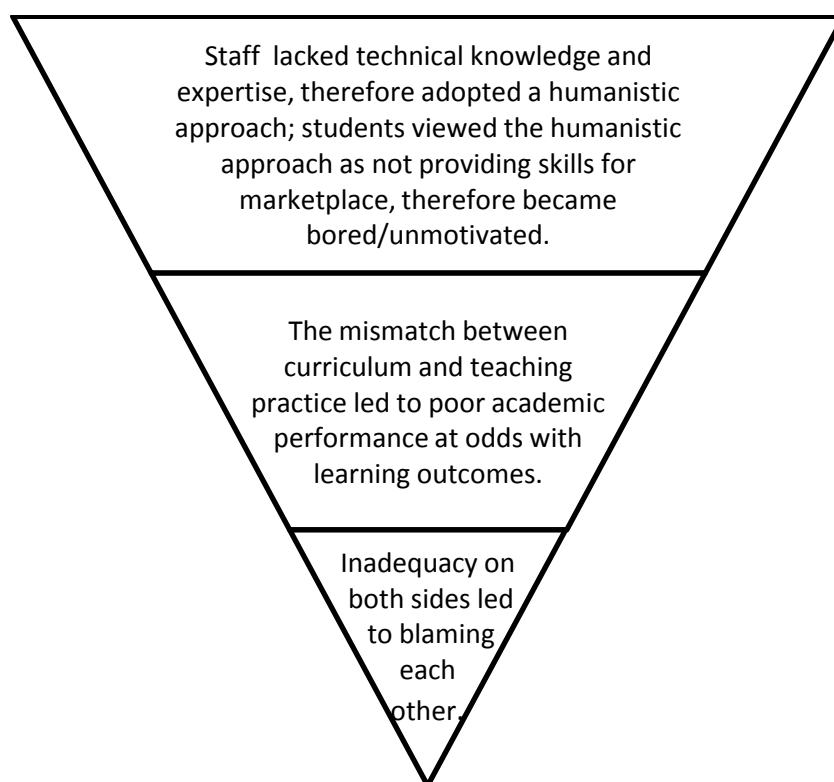 Staff lacked technical knowledge and
expertise, therefore adopted a humanistic
approach; students viewed the humanistic
approach as not providing skills for
marketplace, therefore became
bored/unmotivated.
The mismatch between
curriculum and teaching
practice led to poor academic
performance at odds with
learning outcomes.
Inadequacy on
both sides led
to blaming
each
other.